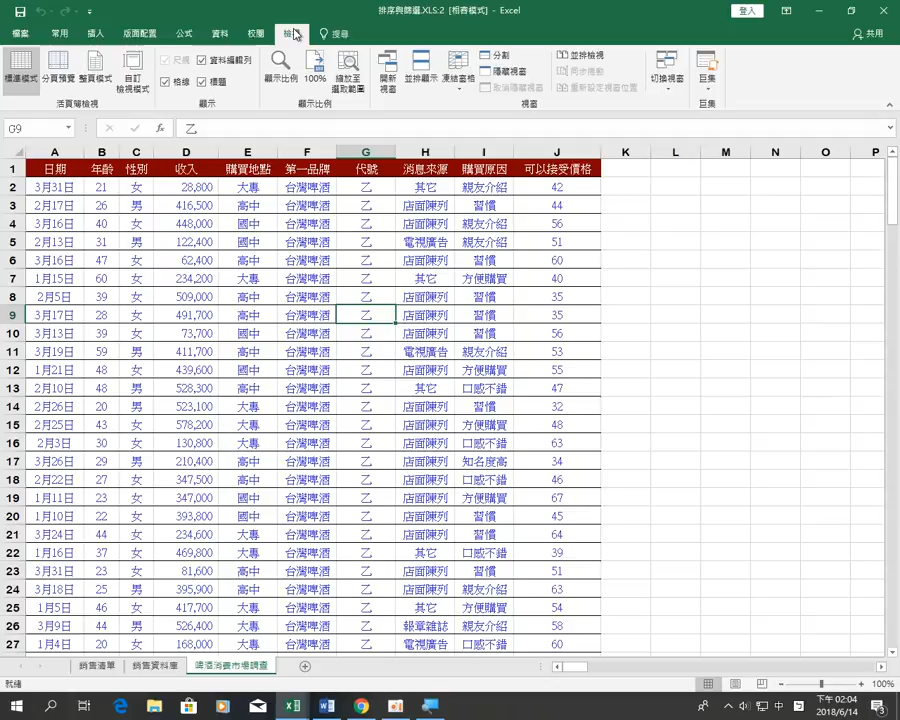 排序與篩選.XLS:2 [相容模式] - Excel
登入
檔案 常用 插入 版面配置 公式 資料 校閱 檢 搜尋 共用
標準模式 分頁預覽 整頁模式 自訂檢視模式 尺規 資料編輯列 格線 標題 顯示比例 100% 縮放至選取範圍 開新視窗 並排顯示 凍結窗格 分割 隱藏視窗 取消隱藏視窗 並排檢視 同步捲動 重新設定視窗位置 切換視窗 巨集
活頁簿檢視 顯示 顯示比例 視窗 巨集
G9 fx 乙
A B C D E F G H I J K L M N O P
1 日期 年齡 性別 收入 購買地點 第一品牌 代號 消息來源 購買原因 可以接受價格
2 3月31日 21 女 28,800 大專 台灣啤酒 乙 其它 親友介紹 42
3 2月17日 26 男 416,500 高中 台灣啤酒 乙 店面陳列 習慣 44
4 3月16日 40 女 448,000 國中 台灣啤酒 乙 店面陳列 親友介紹 56
5 2月13日 31 男 122,400 國中 台灣啤酒 乙 電視廣告 親友介紹 51
6 3月16日 47 女 62,400 高中 台灣啤酒 乙 店面陳列 習慣 60
7 1月15日 60 女 234,200 大專 台灣啤酒 乙 其它 方便購買 40
8 2月5日 39 女 509,000 高中 台灣啤酒 乙 店面陳列 習慣 35
9 3月17日 28 女 491,700 高中 台灣啤酒 乙 店面陳列 習慣 35
10 3月13日 39 女 73,700 國中 台灣啤酒 乙 店面陳列 習慣 56
11 3月19日 59 男 411,700 高中 台灣啤酒 乙 電視廣告 親友介紹 53
12 1月21日 48 女 439,600 國中 台灣啤酒 乙 店面陳列 方便購買 55
13 2月10日 48 男 528,300 高中 台灣啤酒 乙 其它 口感不錯 47
14 2月26日 20 男 523,100 大專 台灣啤酒 乙 店面陳列 習慣 32
15 2月25日 43 女 578,200 大專 台灣啤酒 乙 店面陳列 方便購買 48
16 2月3日 30 女 130,800 大專 台灣啤酒 乙 店面陳列 口感不錯 63
17 3月26日 29 男 210,400 高中 台灣啤酒 乙 店面陳列 知名度高 34
18 2月22日 27 女 347,500 高中 台灣啤酒 乙 店面陳列 口感不錯 46
19 1月11日 23 女 347,000 國中 台灣啤酒 乙 店面陳列 方便購買 67
20 1月10日 22 女 393,800 國中 台灣啤酒 乙 店面陳列 習慣 45
21 3月24日 44 女 234,600 大專 台灣啤酒 乙 店面陳列 習慣 64
22 1月16日 37 女 469,800 大專 台灣啤酒 乙 其它 口感不錯 39
23 3月31日 23 女 81,600 高中 台灣啤酒 乙 店面陳列 習慣 51
24 3月18日 25 男 395,900 高中 台灣啤酒 乙 店面陳列 親友介紹 63
25 1月5日 46 女 417,700 大專 台灣啤酒 乙 其它 方便購買 54
26 3月9日 44 男 526,400 大專 台灣啤酒 乙 報章雜誌 親友介紹 58
27 1月4日 20 女 168,000 大專 台灣啤酒 乙 電視廣告 口感不錯 60
銷售清單 銷售資料庫 啤酒消費市場調查
就緒 100%
中 下午 02:04
2018/6/14 3